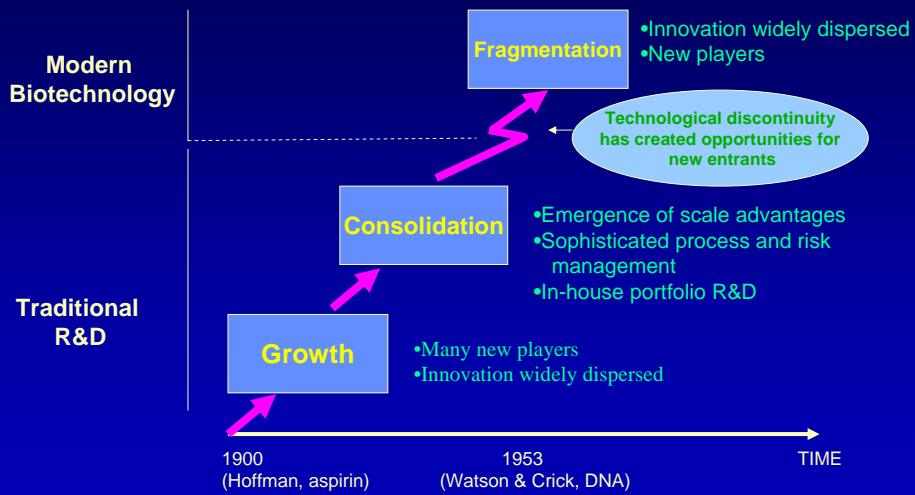 Modern
Biotechnology
Fragmentation
•Innovation widely dispersed
•New players
Technological discontinuity
has created opportunities for
new entrants
Consolidation
•Emergence of scale advantages
•Sophisticated process and risk
management
•In-house portfolio R&D
Traditional
R&D
Growth
•Many new players
•Innovation widely dispersed
1900
(Hoffman, aspirin)
1953
(Watson & Crick, DNA)
TIME